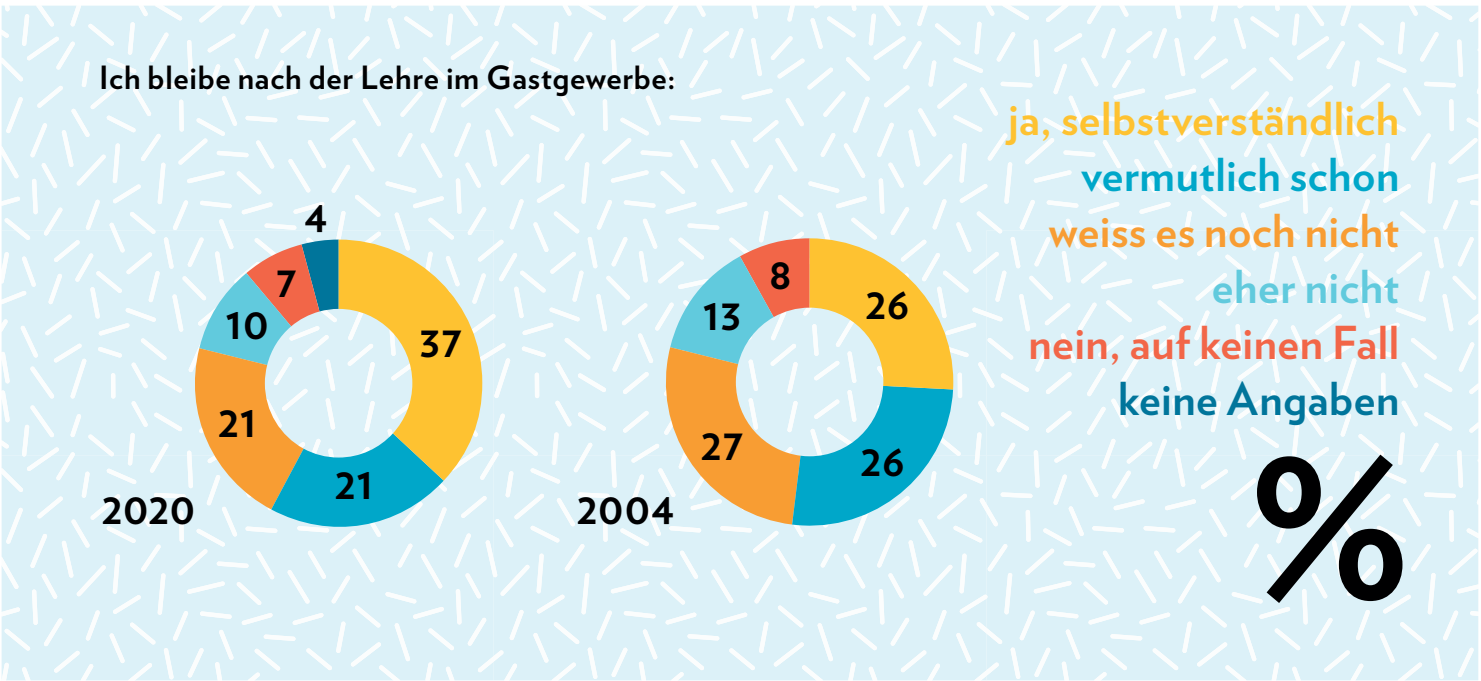 Ich bleibe nach der Lehre im Gastgewerbe:
ja, selbstverständlich
vermutlich schon
weiss es noch nicht
eher nicht
nein, auf keinen Fall
keine Angaben
%
4
7
10
37
21
21
2020
8
13
26
27
26
2004